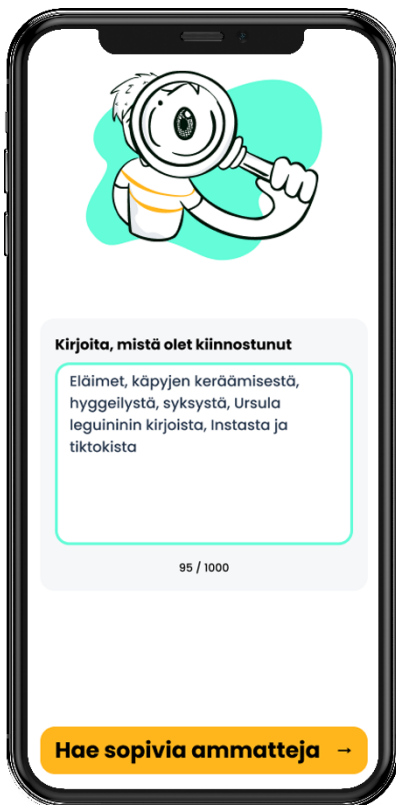 Kirjoita, mistä olet kiinnostunut
Eläimet, käpyjen keräämisestä,
hyggeilystä, syksystä, Ursula
leguininin kirjoista, Instasta ja
tiktokista
95 / 1000
Hae sopivia ammatteja →